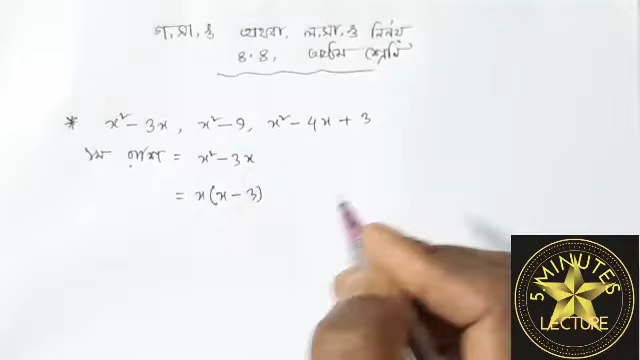 গ, সা, গু অথবা, ল, সা, গু নির্ণয়
৪.৪, অষ্টম শ্রেণি
* x² - 3x, x² - 9, x² - 4x + 3
১ম রাশি = x² - 3x
= x(x - 3)
5 MINUTES
LECTURE